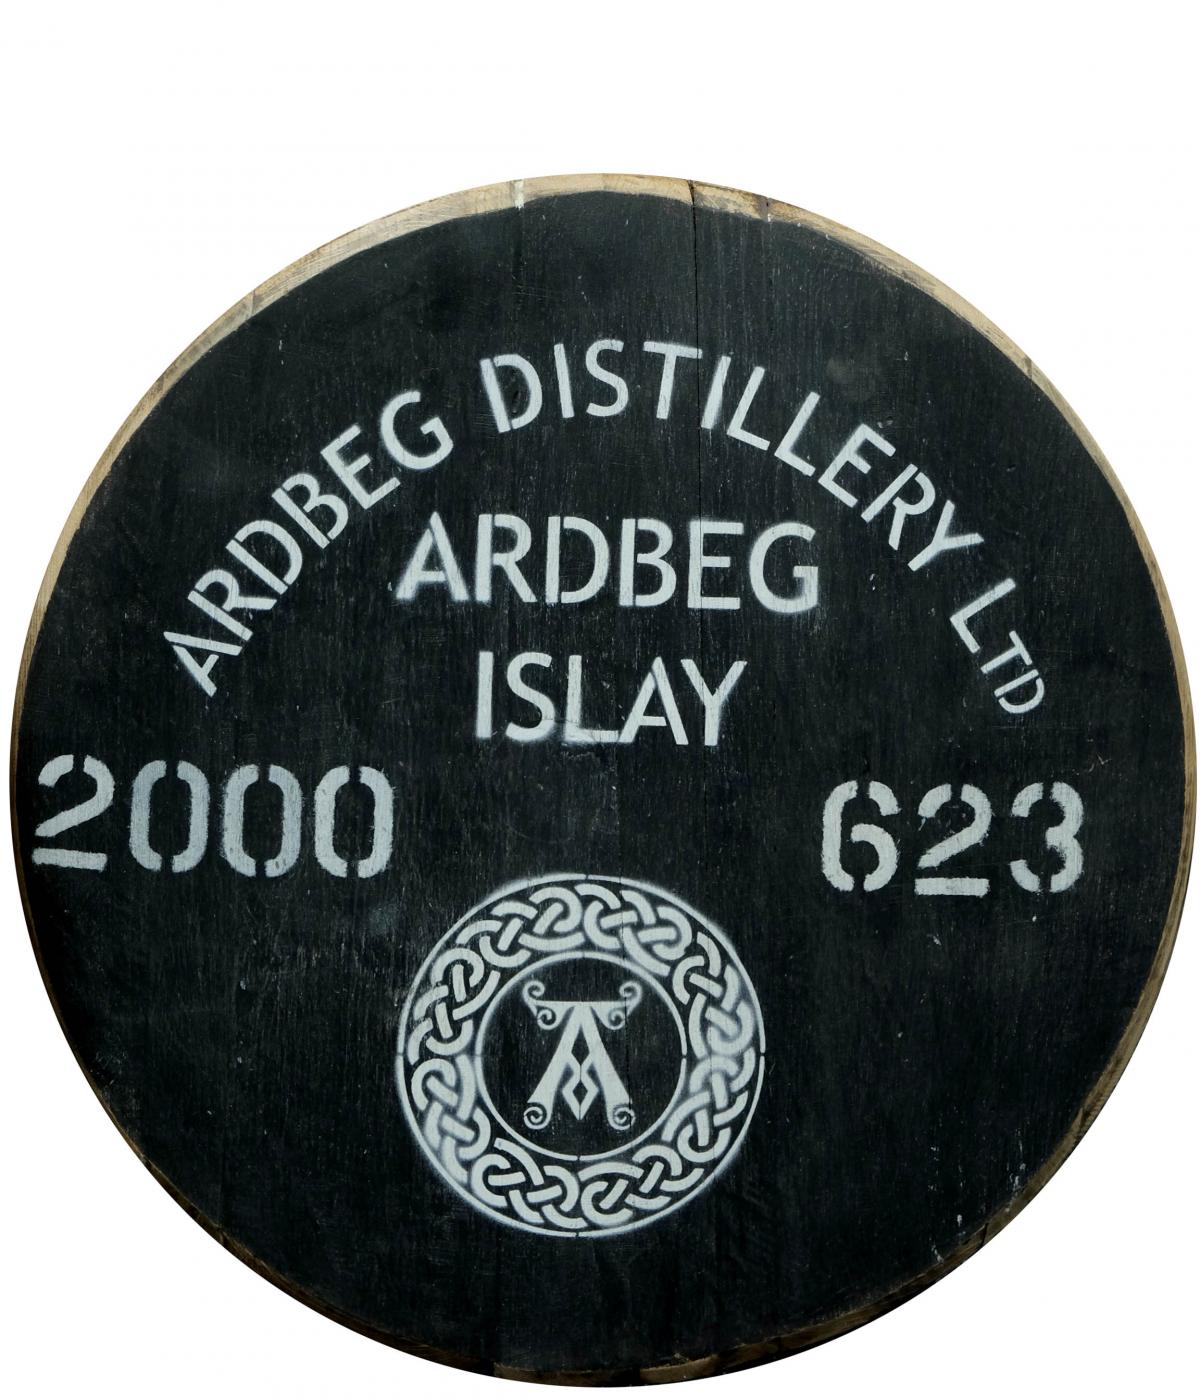 ARDBEG DISTILLERY LTD
ARDBEG
ISLAY
2000 623
A